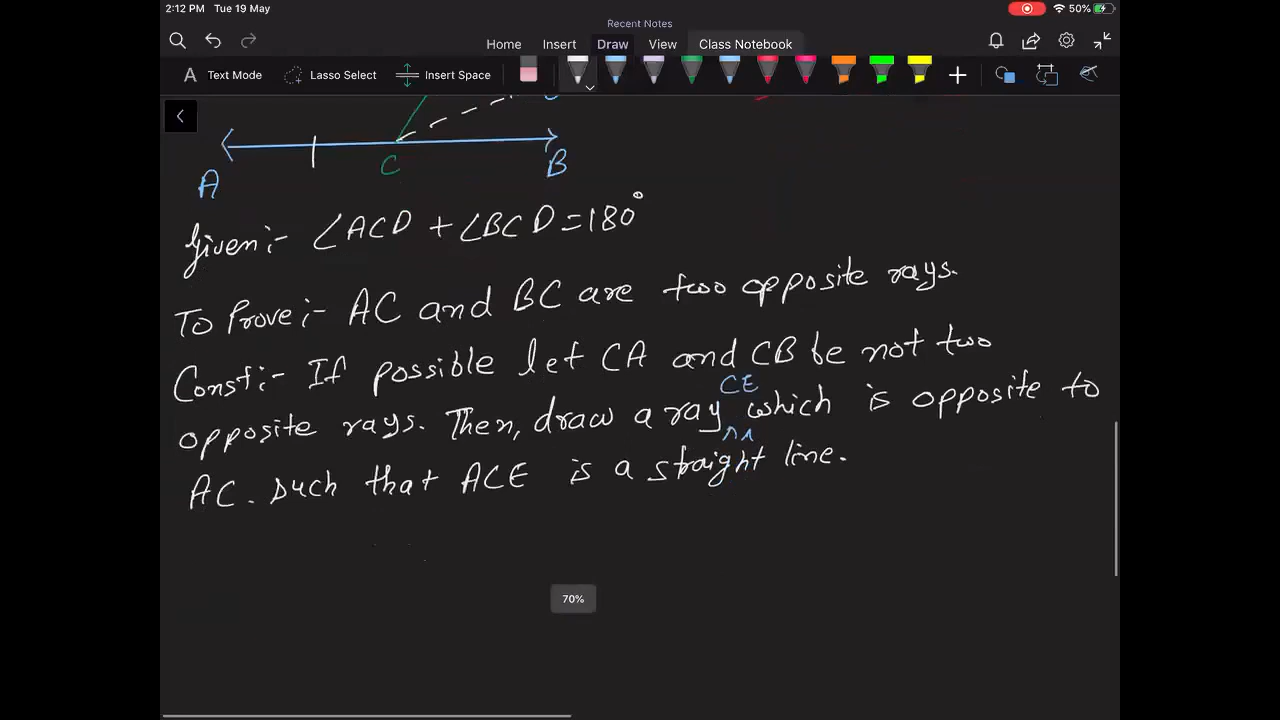 2:12 PM Tue 19 May
50%
Recent Notes
Home Insert Draw View Class Notebook
A Text Mode Lasso Select Insert Space
A C B
Given:- ∠ACD + ∠BCD = 180°
To Prove:- AC and BC are two opposite rays.
Const:- If possible let CA and CB be not two
CE
opposite rays. Then, draw a ray which is opposite to
AC. Such that ACE is a straight line.
70%